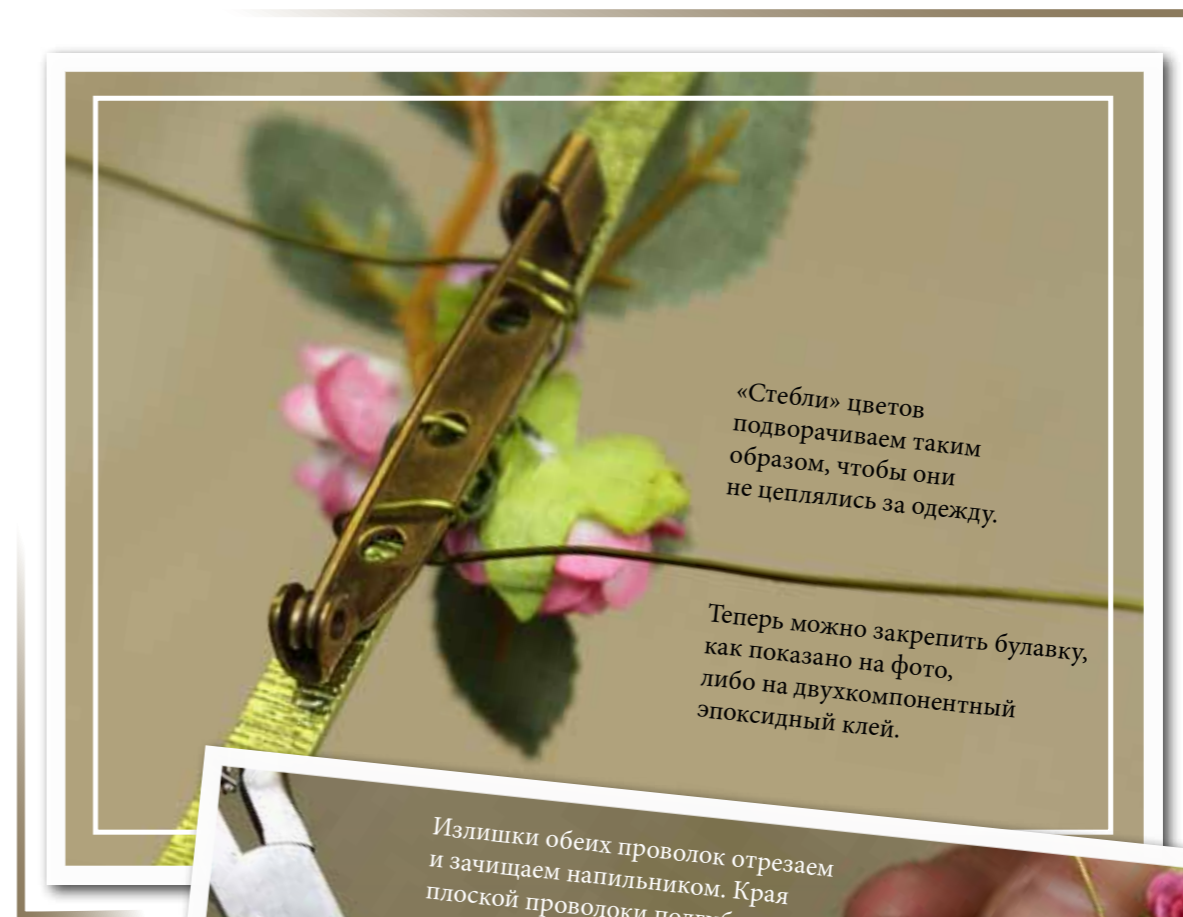 «Стебли» цветов
подворачиваем таким
образом, чтобы они
не цеплялись за одежду.
Теперь можно закрепить булавку,
как показано на фото,
либо на двухкомпонентный
эпоксидный клей.
Излишки обеих проволок отрезаем
и зачищаем напильником. Края
плоской проволоки